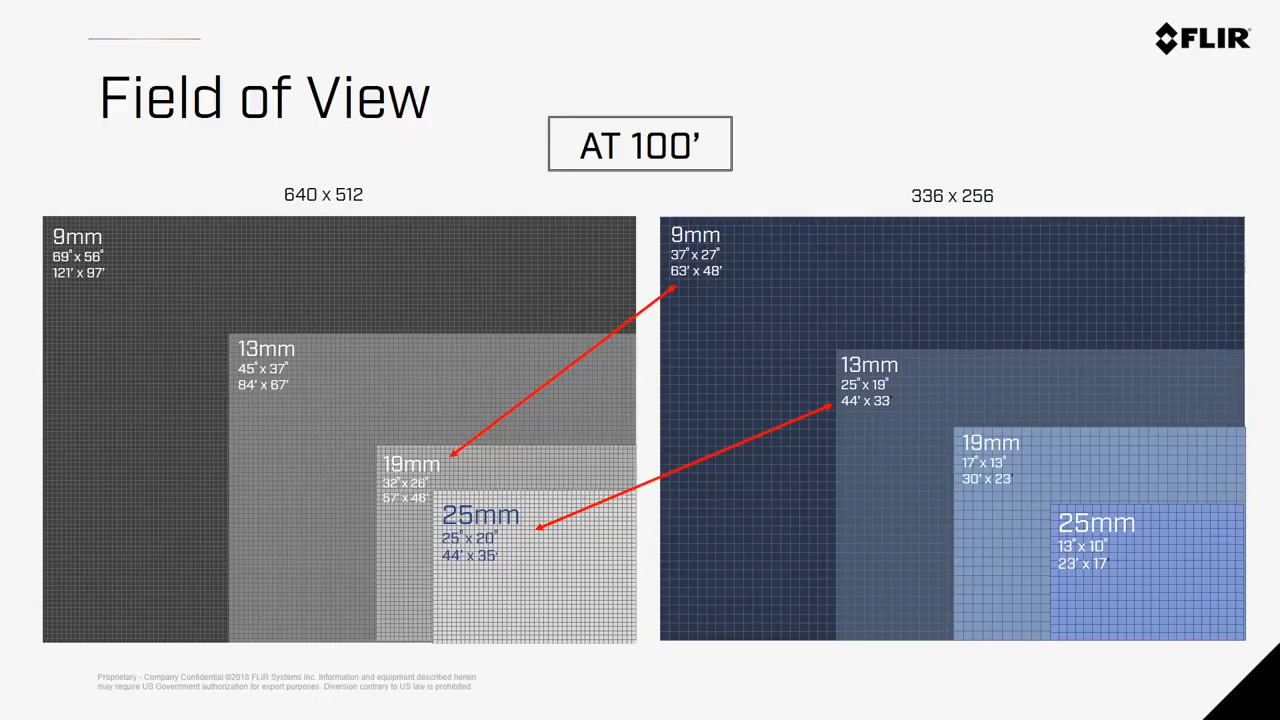 FLIR
Field of View
AT 100'
640 x 512
9mm
69° x 56°
121' x 97'
13mm
45° x 37°
84' x 67'
19mm
32° x 26°
57' x 46'
25mm
25° x 20°
44' x 35'
336 x 256
9mm
37° x 27°
63' x 48'
13mm
25° x 19°
44' x 33'
19mm
17° x 13°
30' x 23'
25mm
13° x 10°
23' x 17'
Proprietary - Company Confidential ©2018 FLIR Systems Inc. Information and equipment described herein
may require US Government authorization for export purposes. Diversion contrary to US law is prohibited.